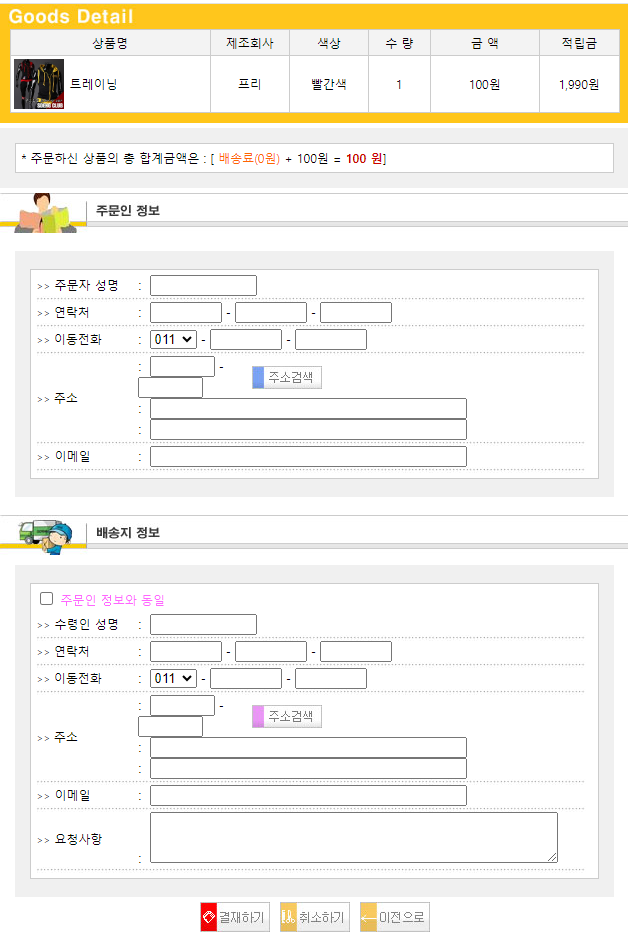 Goods Detail
상품명 제조회사 색상 수 량 금 액 적립금
트레이닝 프리 빨간색 1 100원 1,990원
* 주문하신 상품의 총 합계금액은 : [ 배송료(0원) + 100원 = 100 원]
주문인 정보
>> 주문자 성명 :
>> 연락처 : - -
>> 이동전화 : 011 - -
: -
주소검색
>> 주소
:
:
>> 이메일 :
배송지 정보
주문인 정보와 동일
>> 수령인 성명 :
>> 연락처 : - -
>> 이동전화 : 011 - -
: -
주소검색
>> 주소
:
:
>> 이메일 :
>> 요청사항
:
결재하기 취소하기 이전으로